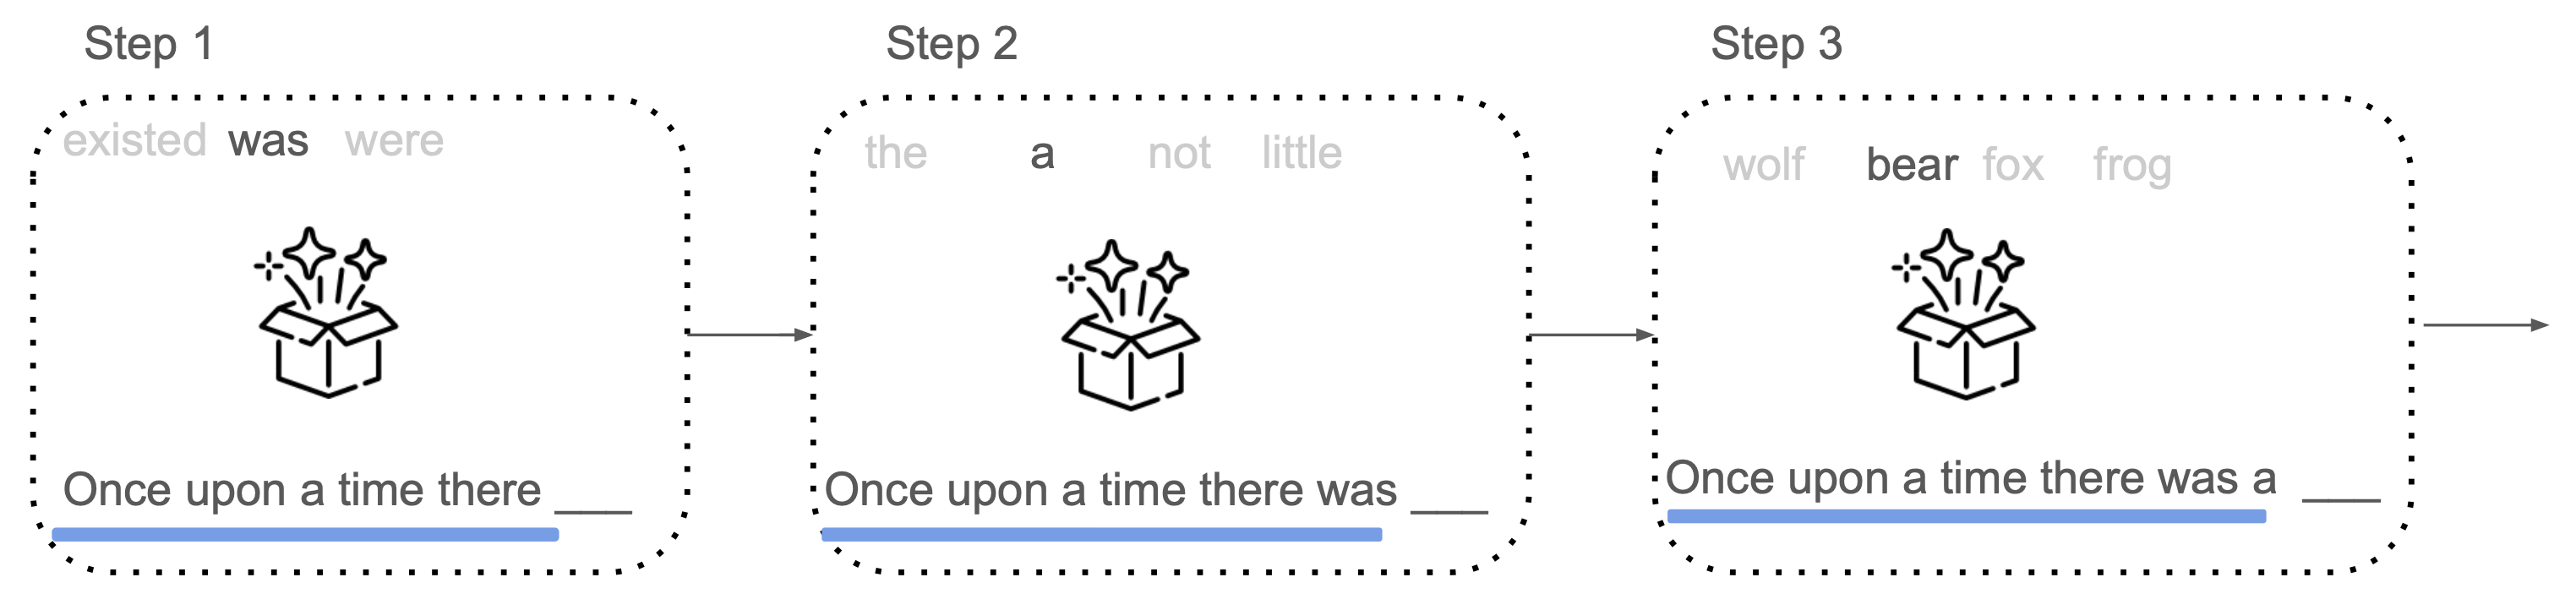 Step 1
existed was were
Once upon a time there ___
Step 2
the a not little
Once upon a time there was ___
Step 3
wolf bear fox frog
Once upon a time there was a ___